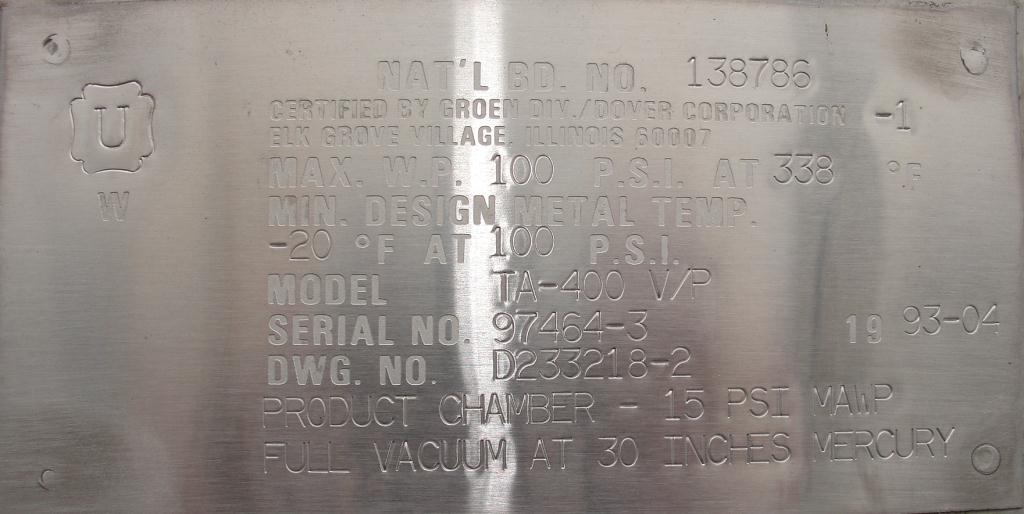 NAT'L BD. NO. 138786
CERTIFIED BY GROEN DIV./DOVER CORPORATION -1
ELK GROVE VILLAGE, ILLINOIS 60007
U
W
MAX. W.P. 100 P.S.I. AT 338 °F
MIN. DESIGN METAL TEMP.
-20 °F AT 100 P.S.I.
MODEL TA-400 V/P
SERIAL NO. 97464-3 19 93-04
DWG. NO. D233218-2
PRODUCT CHAMBER - 15 PSI MAWP
FULL VACUUM AT 30 INCHES MERCURY